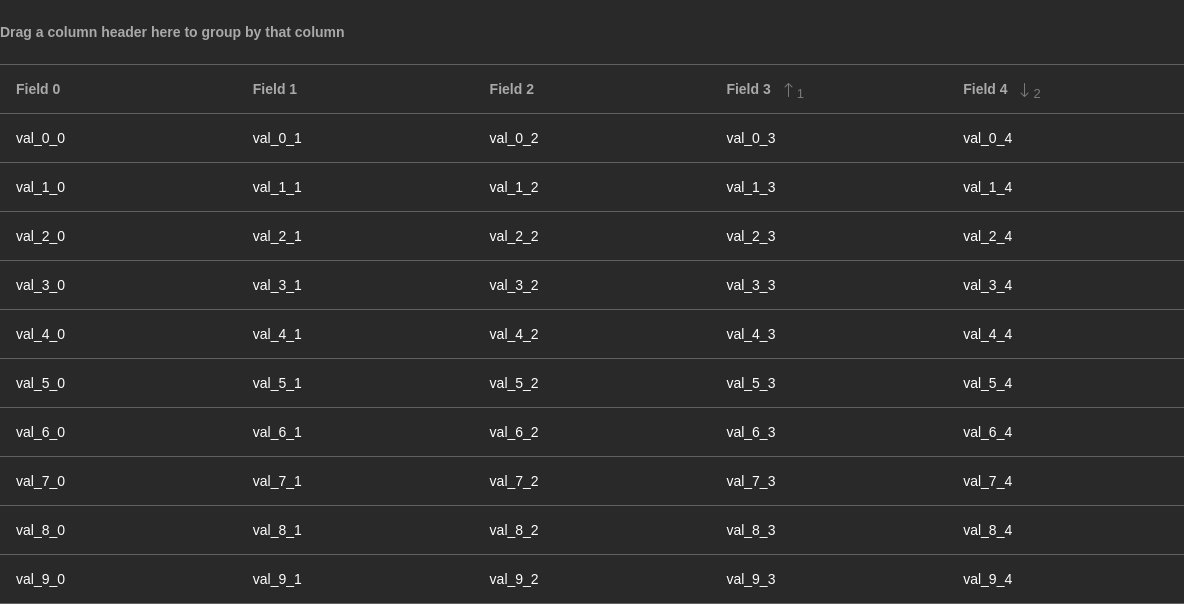 Drag a column header here to group by that column
Field 0 Field 1 Field 2 Field 3 ↑ 1 Field 4 ↓ 2
val_0_0 val_0_1 val_0_2 val_0_3 val_0_4
val_1_0 val_1_1 val_1_2 val_1_3 val_1_4
val_2_0 val_2_1 val_2_2 val_2_3 val_2_4
val_3_0 val_3_1 val_3_2 val_3_3 val_3_4
val_4_0 val_4_1 val_4_2 val_4_3 val_4_4
val_5_0 val_5_1 val_5_2 val_5_3 val_5_4
val_6_0 val_6_1 val_6_2 val_6_3 val_6_4
val_7_0 val_7_1 val_7_2 val_7_3 val_7_4
val_8_0 val_8_1 val_8_2 val_8_3 val_8_4
val_9_0 val_9_1 val_9_2 val_9_3 val_9_4